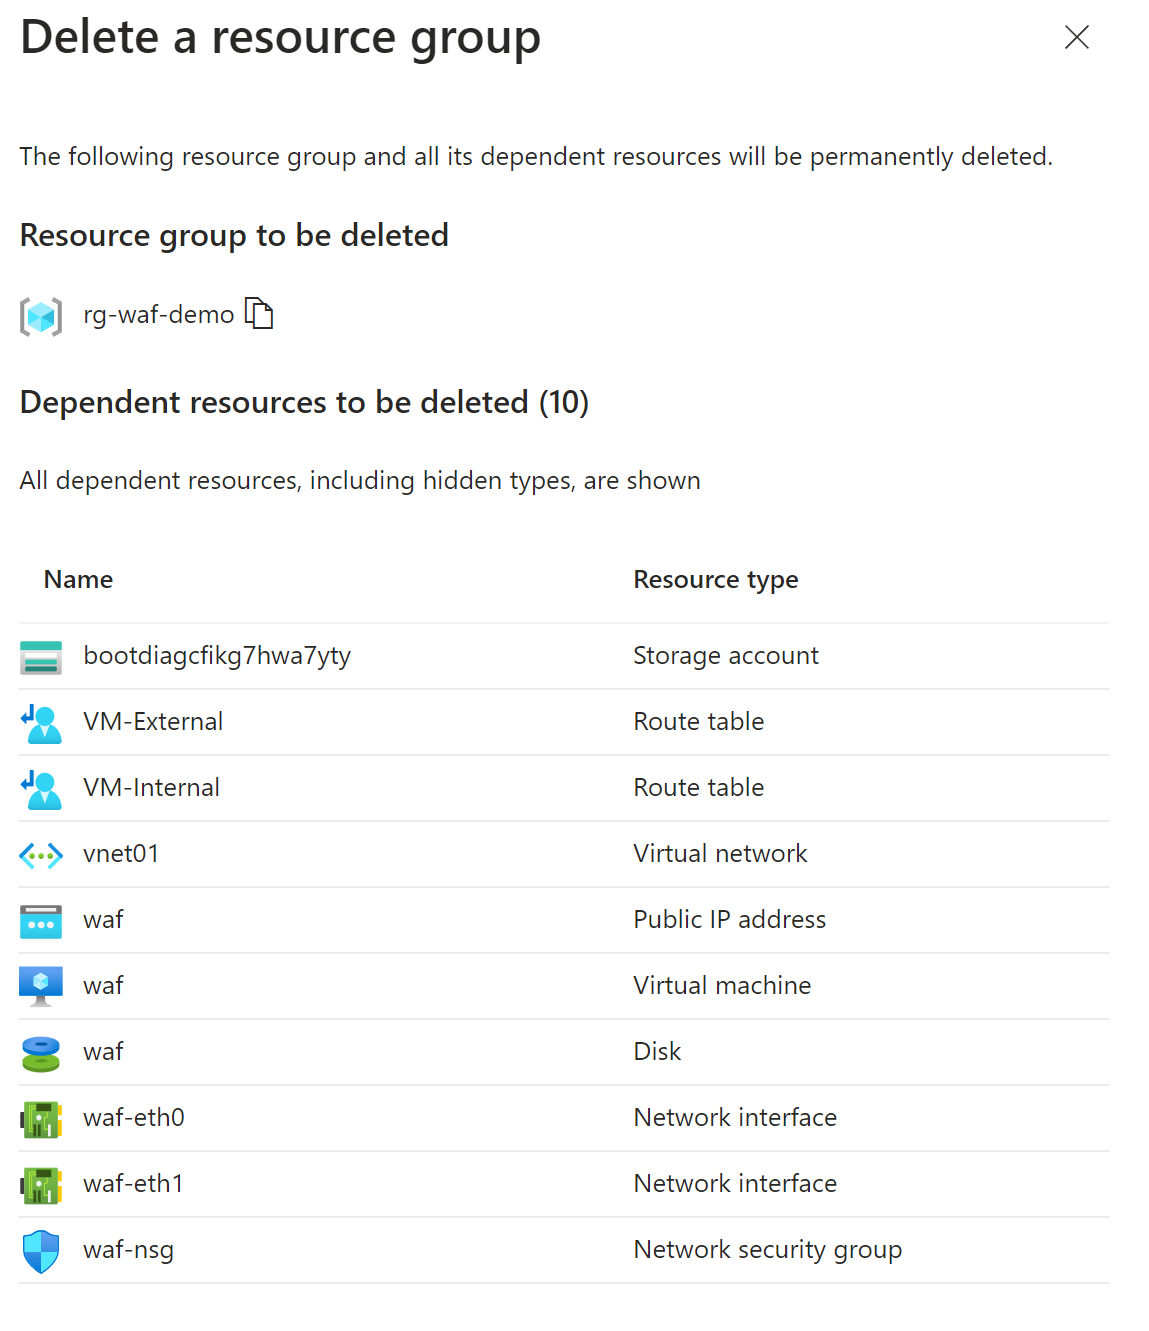 Delete a resource group
The following resource group and all its dependent resources will be permanently deleted.
Resource group to be deleted
rg-waf-demo
Dependent resources to be deleted (10)
All dependent resources, including hidden types, are shown
Name Resource type
bootdiagcfikg7hwa7yty Storage account
VM-External Route table
VM-Internal Route table
vnet01 Virtual network
waf Public IP address
waf Virtual machine
waf Disk
waf-eth0 Network interface
waf-eth1 Network interface
waf-nsg Network security group